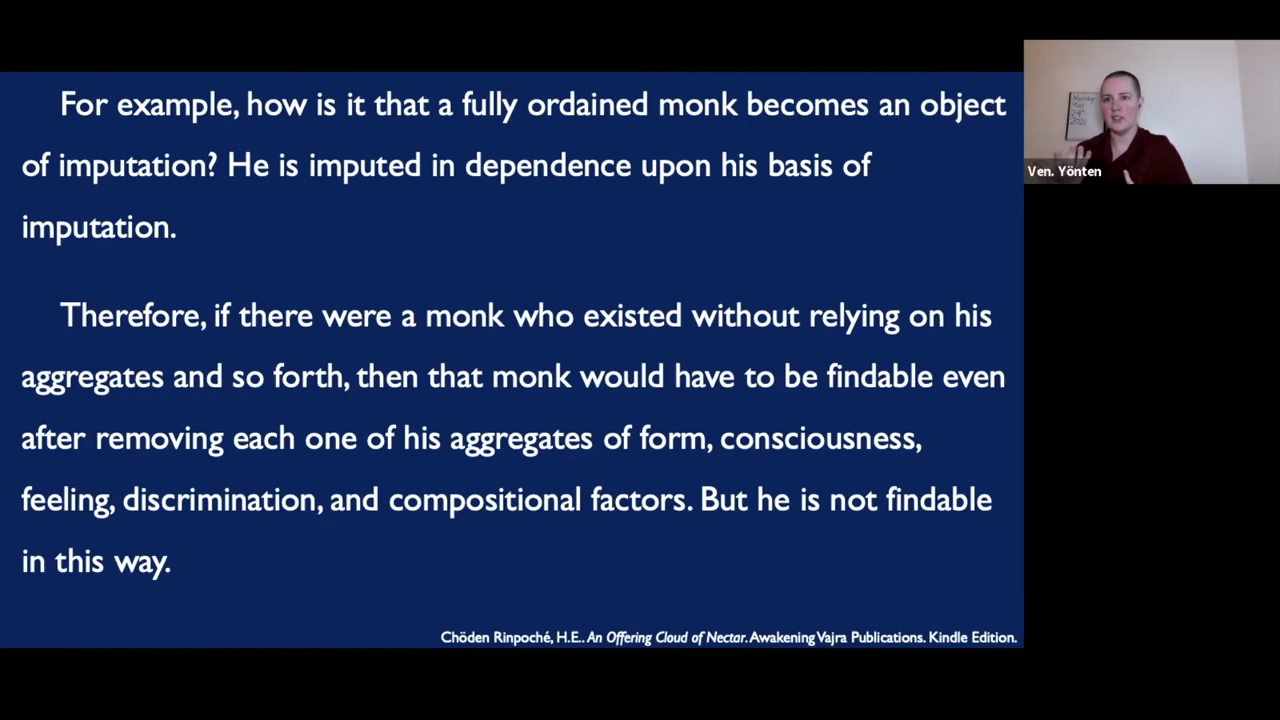 For example, how is it that a fully ordained monk becomes an object
of imputation? He is imputed in dependence upon his basis of
imputation.
Therefore, if there were a monk who existed without relying on his
aggregates and so forth, then that monk would have to be findable even
after removing each one of his aggregates of form, consciousness,
feeling, discrimination, and compositional factors. But he is not findable
in this way.
Chöden Rinpoché, H.E.. An Offering Cloud of Nectar. Awakening Vajra Publications. Kindle Edition.
Monday
May
24th
2021
Ven. Yönten